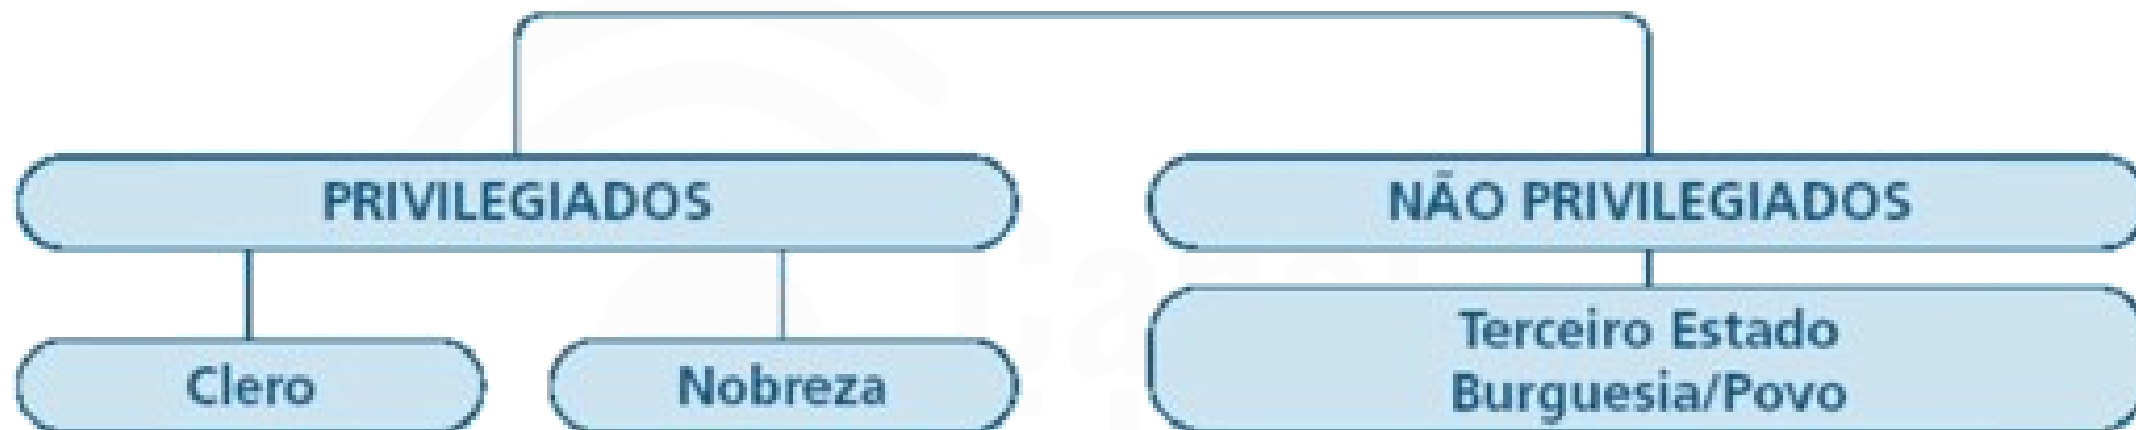 PRIVILEGIADOS
NÃO PRIVILEGIADOS
Clero
Nobreza
Terceiro Estado
Burguesia/Povo